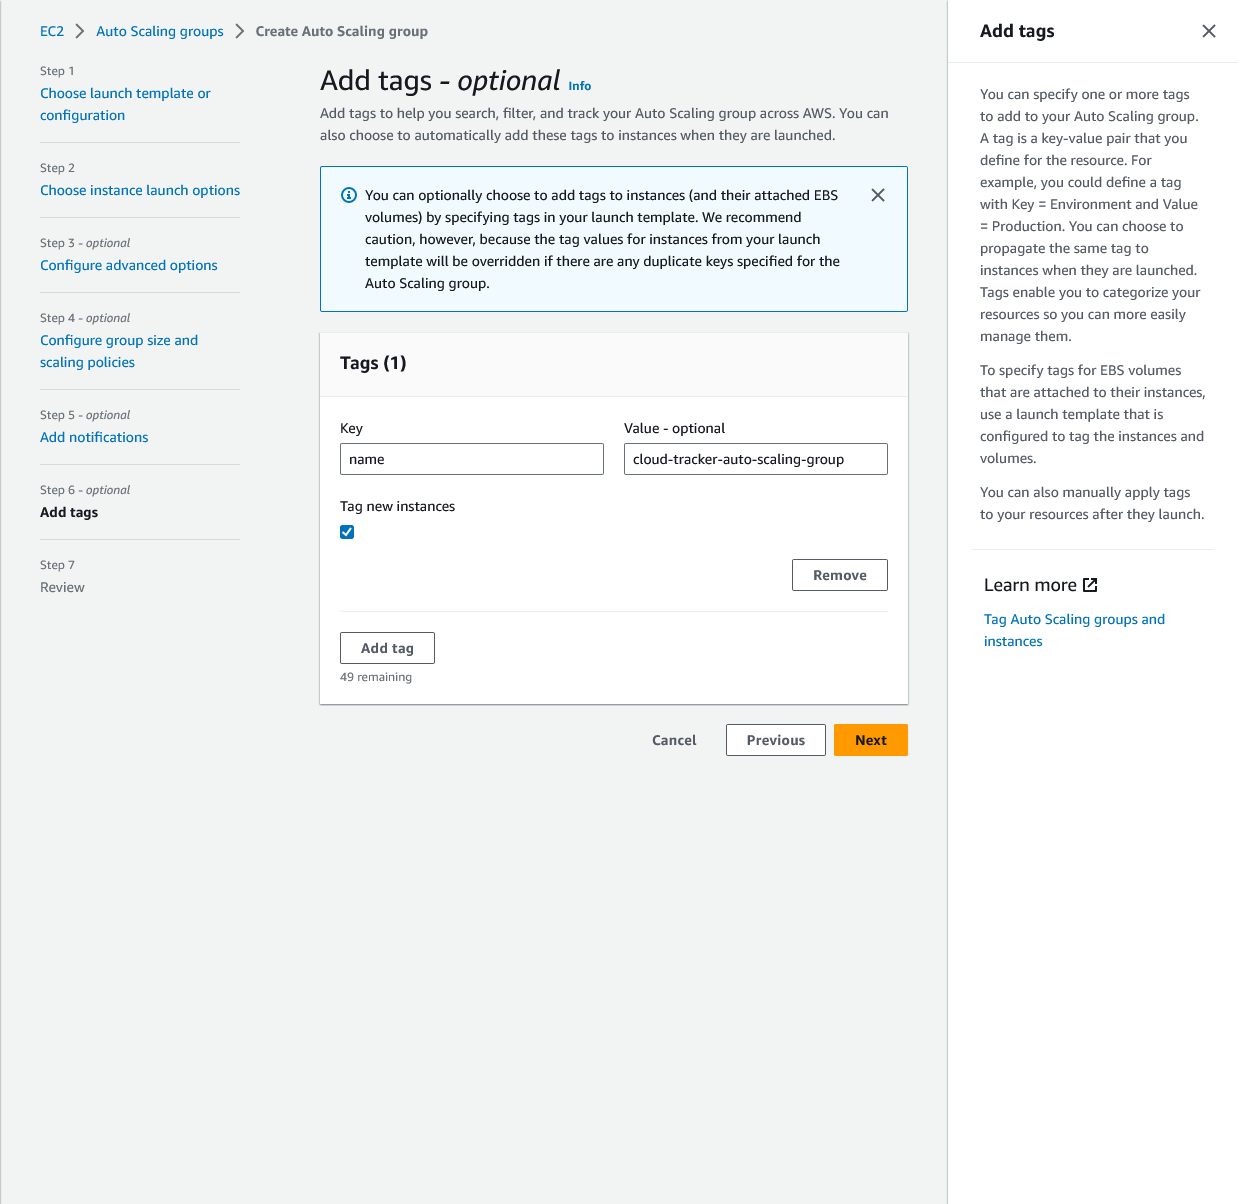 EC2 Auto Scaling groups Create Auto Scaling group
Step 1
Choose launch template or
configuration
Step 2
Choose instance launch options
Step 3 - optional
Configure advanced options
Step 4 - optional
Configure group size and
scaling policies
Step 5 - optional
Add notifications
Step 6 - optional
Add tags
Step 7
Review
Add tags - optional Info
Add tags to help you search, filter, and track your Auto Scaling group across AWS. You can
also choose to automatically add these tags to instances when they are launched.
You can optionally choose to add tags to instances (and their attached EBS
volumes) by specifying tags in your launch template. We recommend
caution, however, because the tag values for instances from your launch
template will be overridden if there are any duplicate keys specified for the
Auto Scaling group.
Tags (1)
Key
name
Value - optional
cloud-tracker-auto-scaling-group
Tag new instances
Remove
Add tag
49 remaining
Cancel
Previous
Next
Add tags
You can specify one or more tags
to add to your Auto Scaling group.
A tag is a key-value pair that you
define for the resource. For
example, you could define a tag
with Key = Environment and Value
= Production. You can choose to
propagate the same tag to
instances when they are launched.
Tags enable you to categorize your
resources so you can more easily
manage them.
To specify tags for EBS volumes
that are attached to their instances,
use a launch template that is
configured to tag the instances and
volumes.
You can also manually apply tags
to your resources after they launch.
Learn more
Tag Auto Scaling groups and
instances